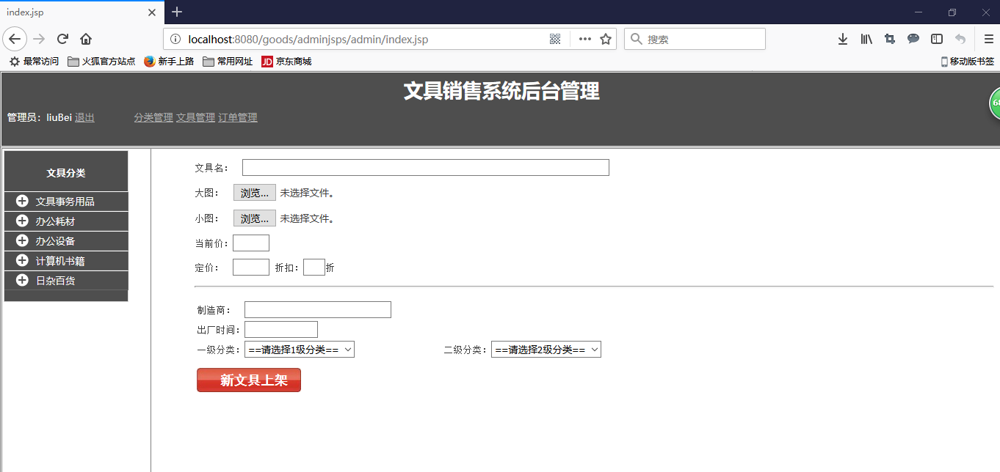 index.jsp
localhost:8080/goods/adminjsps/admin/index.jsp
搜索
最常访问 火狐官方站点 新手上路 常用网址 JD 京东商城 移动版书签
文具销售系统后台管理
管理员：liuBei 退出 分类管理 文具管理 订单管理
文具分类
文具事务用品
办公耗材
办公设备
计算机书籍
日杂百货
文具名：
大图： 浏览... 未选择文件。
小图： 浏览... 未选择文件。
当前价：
定价： 折扣： 折
制造商：
出厂时间：
一级分类： ==请选择1级分类== 二级分类： ==请选择2级分类==
新文具上架